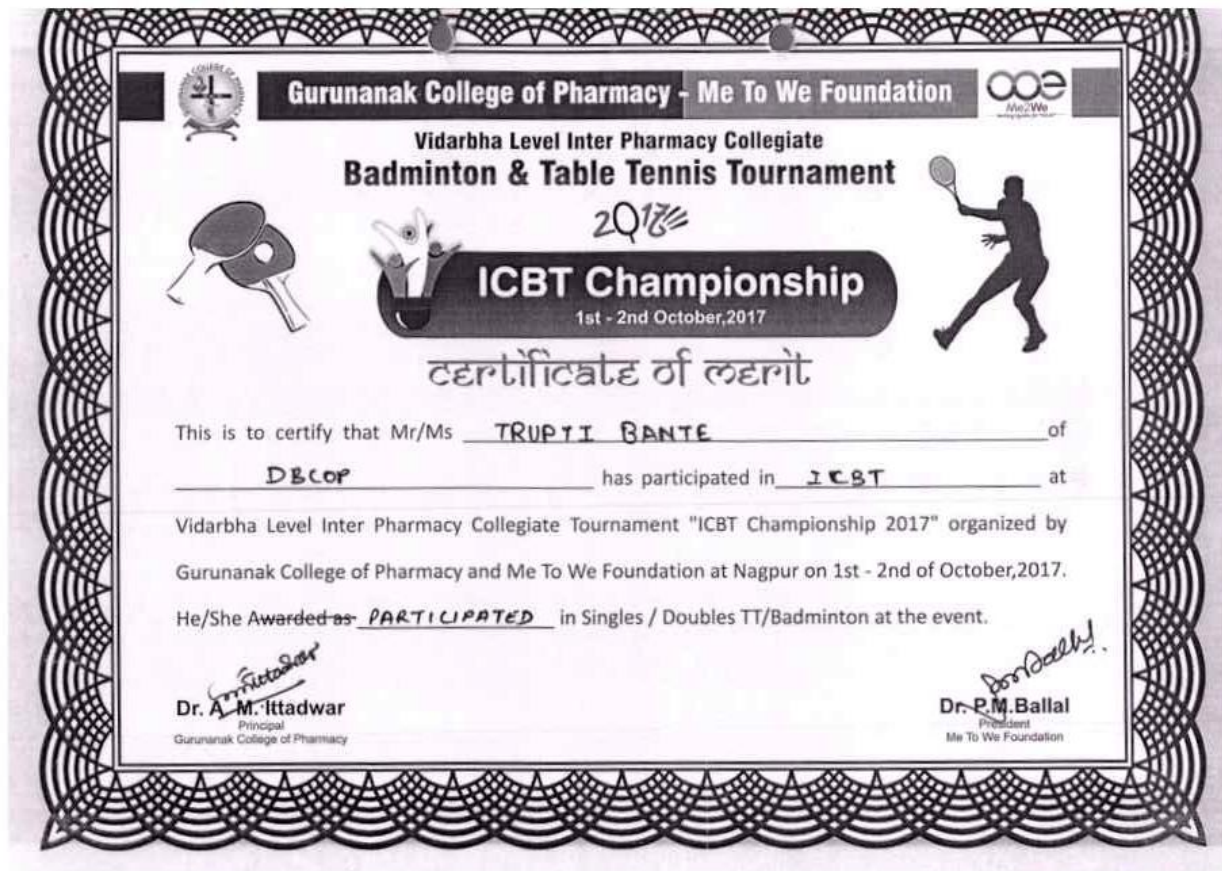 Gurunanak College of Pharmacy - Me To We Foundation
Me2We
Vidarbha Level Inter Pharmacy Collegiate
Badminton & Table Tennis Tournament
2017
ICBT Championship
1st - 2nd October,2017
certificate of merit
This is to certify that Mr/Ms TRUPTI BANTE of
DBCOP has participated in ICBT at
Vidarbha Level Inter Pharmacy Collegiate Tournament "ICBT Championship 2017" organized by
Gurunanak College of Pharmacy and Me To We Foundation at Nagpur on 1st - 2nd of October,2017.
He/She Awarded as PARTICIPATED in Singles / Doubles TT/Badminton at the event.
Dr. A. M. Ittadwar
Principal
Gurunanak College of Pharmacy
Dr. P.M.Ballal
President
Me To We Foundation